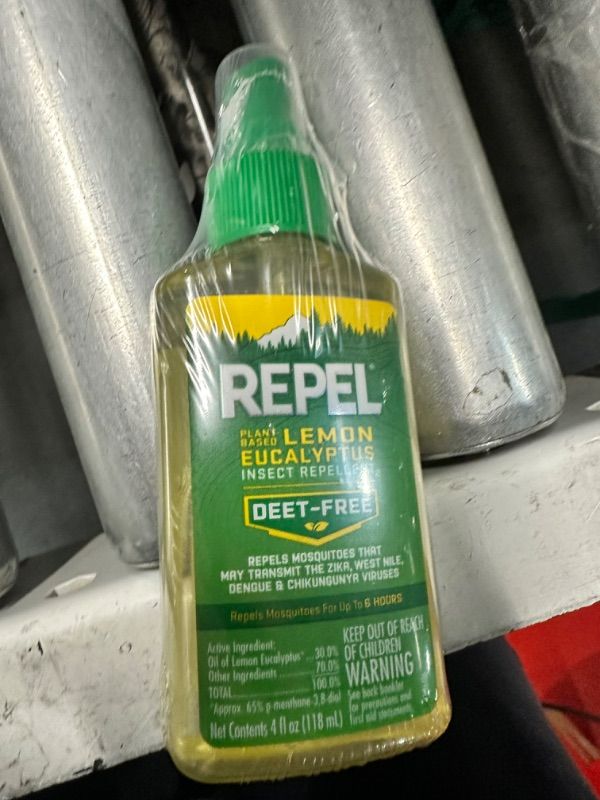 REPEL®
PLANT
BASED LEMON
EUCALYPTUS
INSECT REPELLENT2
DEET-FREE
REPELS MOSQUITOES THAT
MAY TRANSMIT THE ZIKA, WEST NILE,
DENGUE & CHIKUNGUNYA VIRUSES
Repels Mosquitoes For Up To 6 HOURS
Active Ingredient:
Oil of Lemon Eucalyptus* 30.0%
Other Ingredients 70.0%
TOTAL 100.0%
*Approx. 65% p-menthane-3,8-diol
Net Contents 4 fl oz (118 mL)
KEEP OUT OF REACH
OF CHILDREN
WARNING
See back booklet
for precautions and
first aid statements.